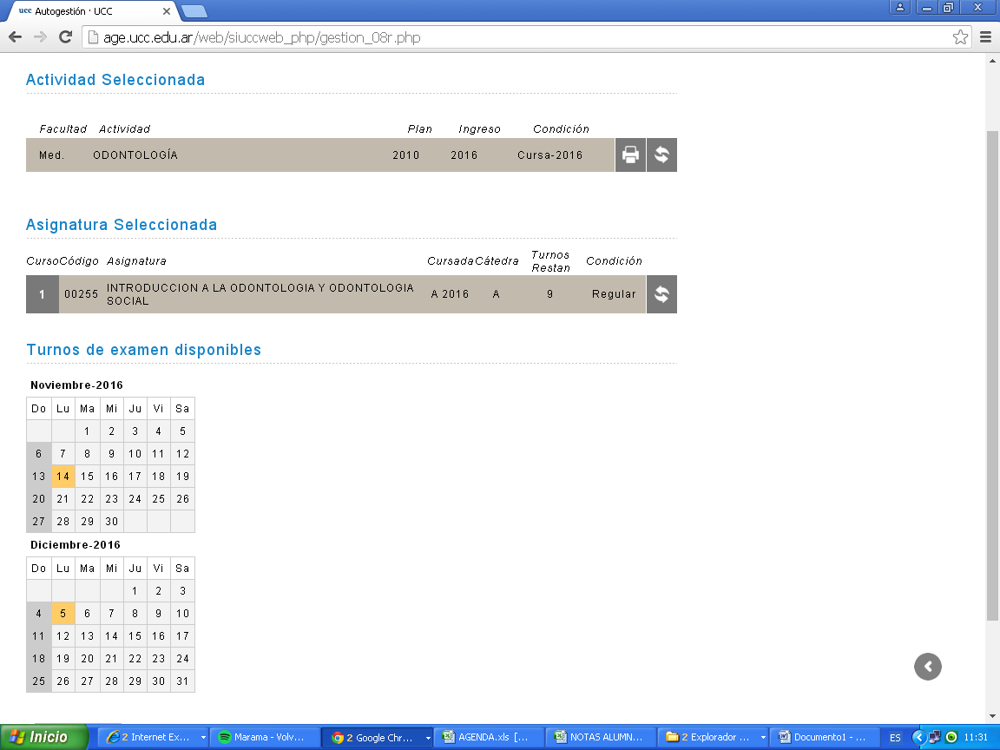 ucc Autogestión · UCC
age.ucc.edu.ar/web/siuccweb_php/gestion_08r.php
Actividad Seleccionada
Facultad Actividad Plan Ingreso Condición
Med. ODONTOLOGÍA 2010 2016 Cursa-2016
Asignatura Seleccionada
Curso Código Asignatura Cursada Cátedra Turnos Restan Condición
1 00255 INTRODUCCION A LA ODONTOLOGIA Y ODONTOLOGIA SOCIAL A 2016 A 9 Regular
Turnos de examen disponibles
Noviembre-2016
Do Lu Ma Mi Ju Vi Sa
1 2 3 4 5
6 7 8 9 10 11 12
13 14 15 16 17 18 19
20 21 22 23 24 25 26
27 28 29 30
Diciembre-2016
Do Lu Ma Mi Ju Vi Sa
1 2 3
4 5 6 7 8 9 10
11 12 13 14 15 16 17
18 19 20 21 22 23 24
25 26 27 28 29 30 31
Inicio 2 Internet Ex... Marama - Volv... 2 Google Chr... AGENDA.xls [... NOTAS ALUMN... 2 Explorador ... Documento1 - ... ES 11:31